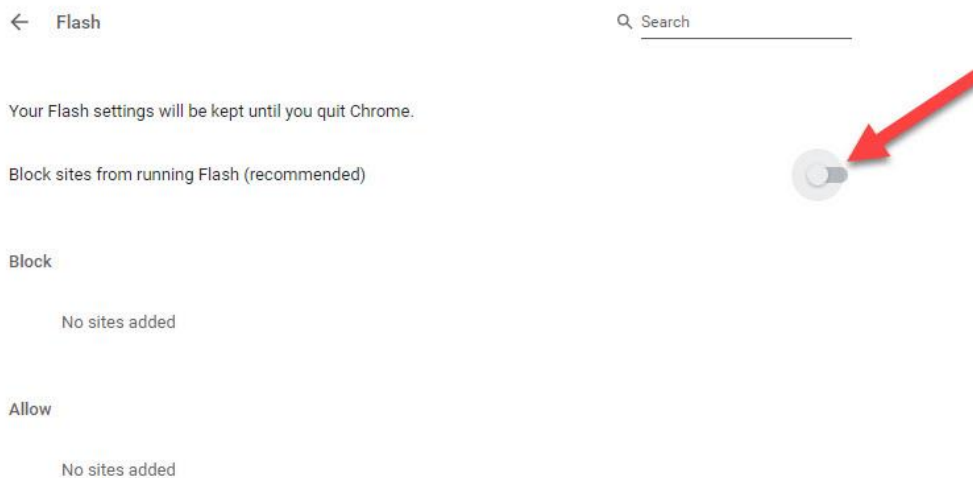 Flash
Search
Your Flash settings will be kept until you quit Chrome.
Block sites from running Flash (recommended)
Block
No sites added
Allow
No sites added